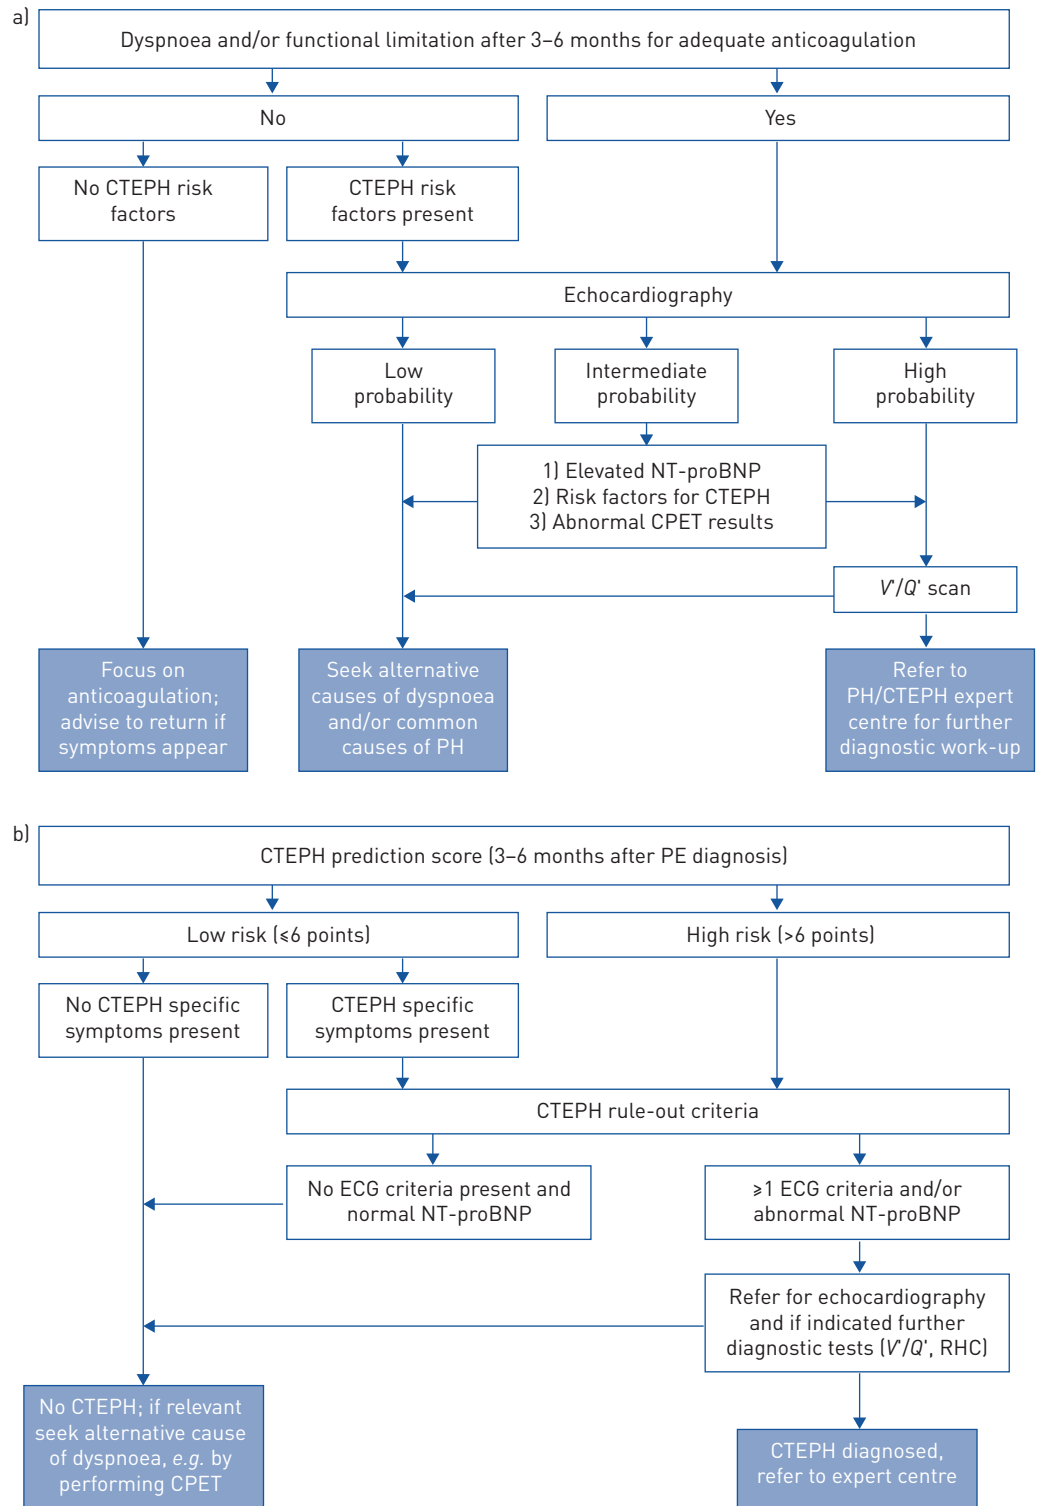 a)
Dyspnoea and/or functional limitation after 3–6 months for adequate anticoagulation
No
Yes
No CTEPH risk
factors
CTEPH risk
factors present
Echocardiography
Low
probability
Intermediate
probability
High
probability
1) Elevated NT-proBNP
2) Risk factors for CTEPH
3) Abnormal CPET results
V'/Q' scan
Focus on
anticoagulation;
advise to return if
symptoms appear
Seek alternative
causes of dyspnoea
and/or common
causes of PH
Refer to
PH/CTEPH expert
centre for further
diagnostic work-up
b)
CTEPH prediction score (3–6 months after PE diagnosis)
Low risk (≤6 points)
High risk (>6 points)
No CTEPH specific
symptoms present
CTEPH specific
symptoms present
CTEPH rule-out criteria
No ECG criteria present and
normal NT-proBNP
≥1 ECG criteria and/or
abnormal NT-proBNP
Refer for echocardiography
and if indicated further
diagnostic tests (V'/Q', RHC)
No CTEPH; if relevant
seek alternative cause
of dyspnoea, e.g. by
performing CPET
CTEPH diagnosed,
refer to expert centre